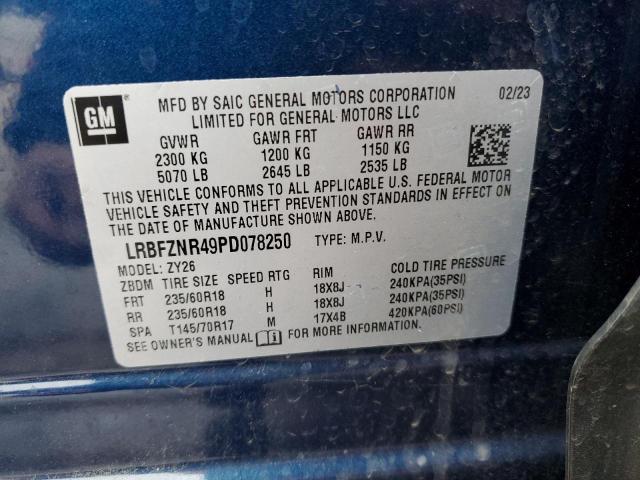 GM
MFD BY SAIC GENERAL MOTORS CORPORATION 02/23
LIMITED FOR GENERAL MOTORS LLC
GVWR GAWR FRT GAWR RR
2300 KG 1200 KG 1150 KG
5070 LB 2645 LB 2535 LB
THIS VEHICLE CONFORMS TO ALL APPLICABLE U.S. FEDERAL MOTOR
VEHICLE SAFETY AND THEFT PREVENTION STANDARDS IN EFFECT ON
THE DATE OF MANUFACTURE SHOWN ABOVE.
LRBFZNR49PD078250 TYPE: M.P.V.
MODEL: ZY26
ZBDM TIRE SIZE SPEED RTG RIM COLD TIRE PRESSURE
FRT 235/60R18 H 18X8J 240KPA(35PSI)
RR 235/60R18 H 18X8J 240KPA(35PSI)
SPA T145/70R17 M 17X4B 420KPA(60PSI)
SEE OWNER'S MANUAL FOR MORE INFORMATION.